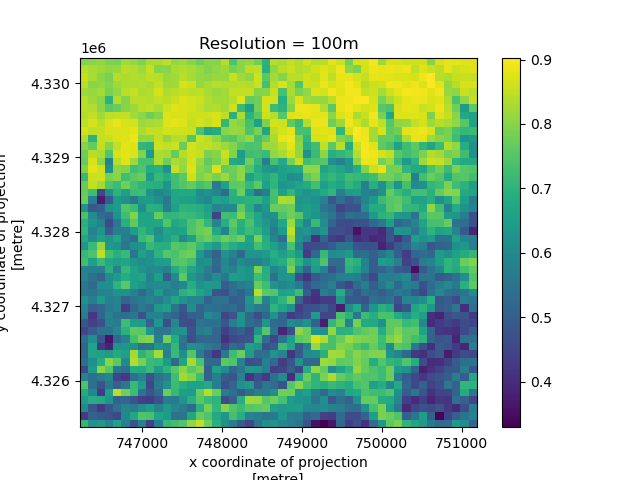 Resolution = 100m
1e6
4.330
4.329
4.328
4.327
4.326
y coordinate of projection
[metre]
747000 748000 749000 750000 751000
x coordinate of projection
[metre]
0.9
0.8
0.7
0.6
0.5
0.4